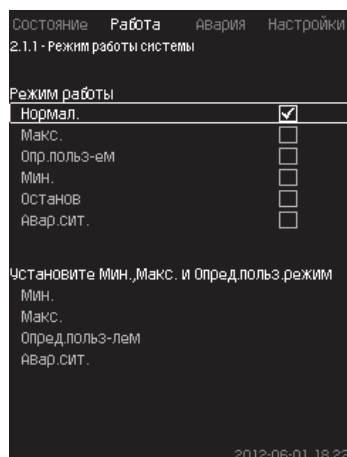 Состояние Работа Авария Настройки
2.1.1 - Режим работы системы
Режим работы
Нормал.
Макс.
Опр.польз-ем
Мин.
Останов
Авар.сит.
Установите Мин.,Макс. и Опред.польз.режим
Мин.
Макс.
Опред.польз-лем
Авар.сит.
2012-06-01 18:22